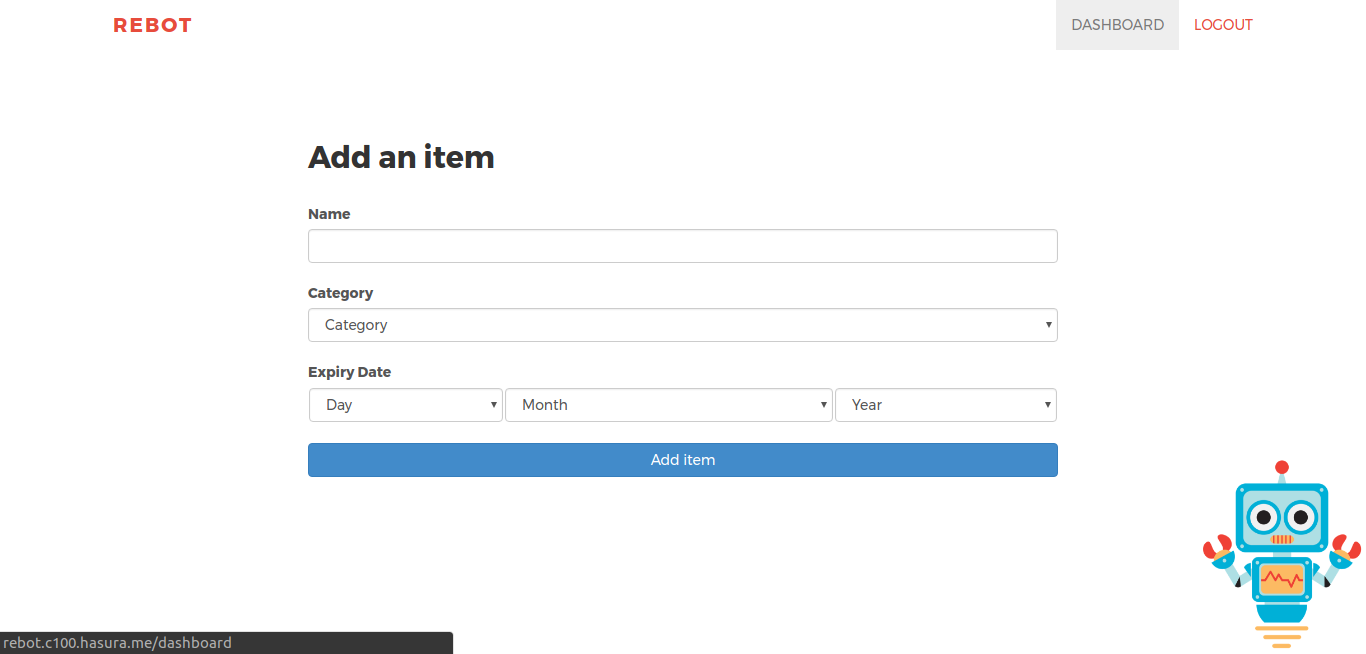 REBOT
DASHBOARD LOGOUT
Add an item
Name
Category
Category
Expiry Date
Day Month Year
Add item
rebot.c100.hasura.me/dashboard